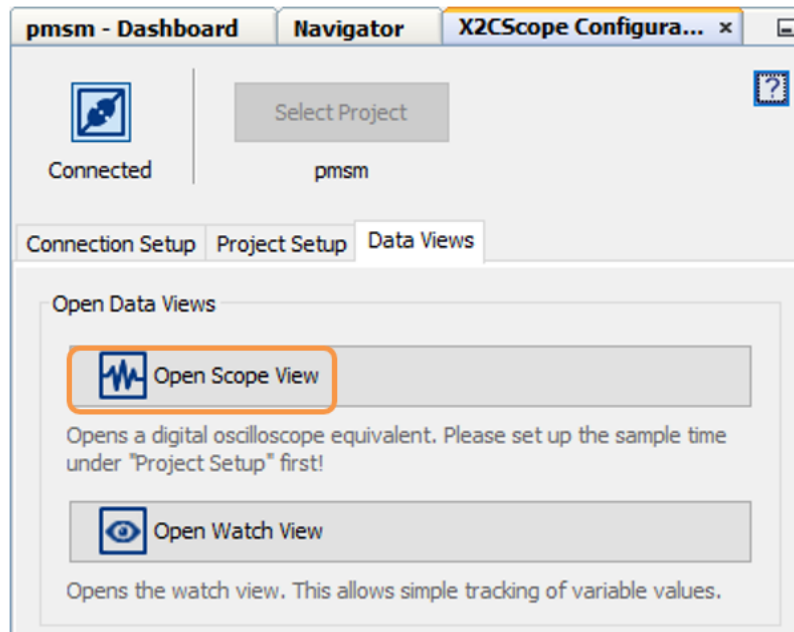 pmsm - Dashboard
Navigator
X2CScope Configura... ×
?
Select Project
Connected
pmsm
Connection Setup
Project Setup
Data Views
Open Data Views
Open Scope View
Opens a digital oscilloscope equivalent. Please set up the sample time
under "Project Setup" first!
Open Watch View
Opens the watch view. This allows simple tracking of variable values.